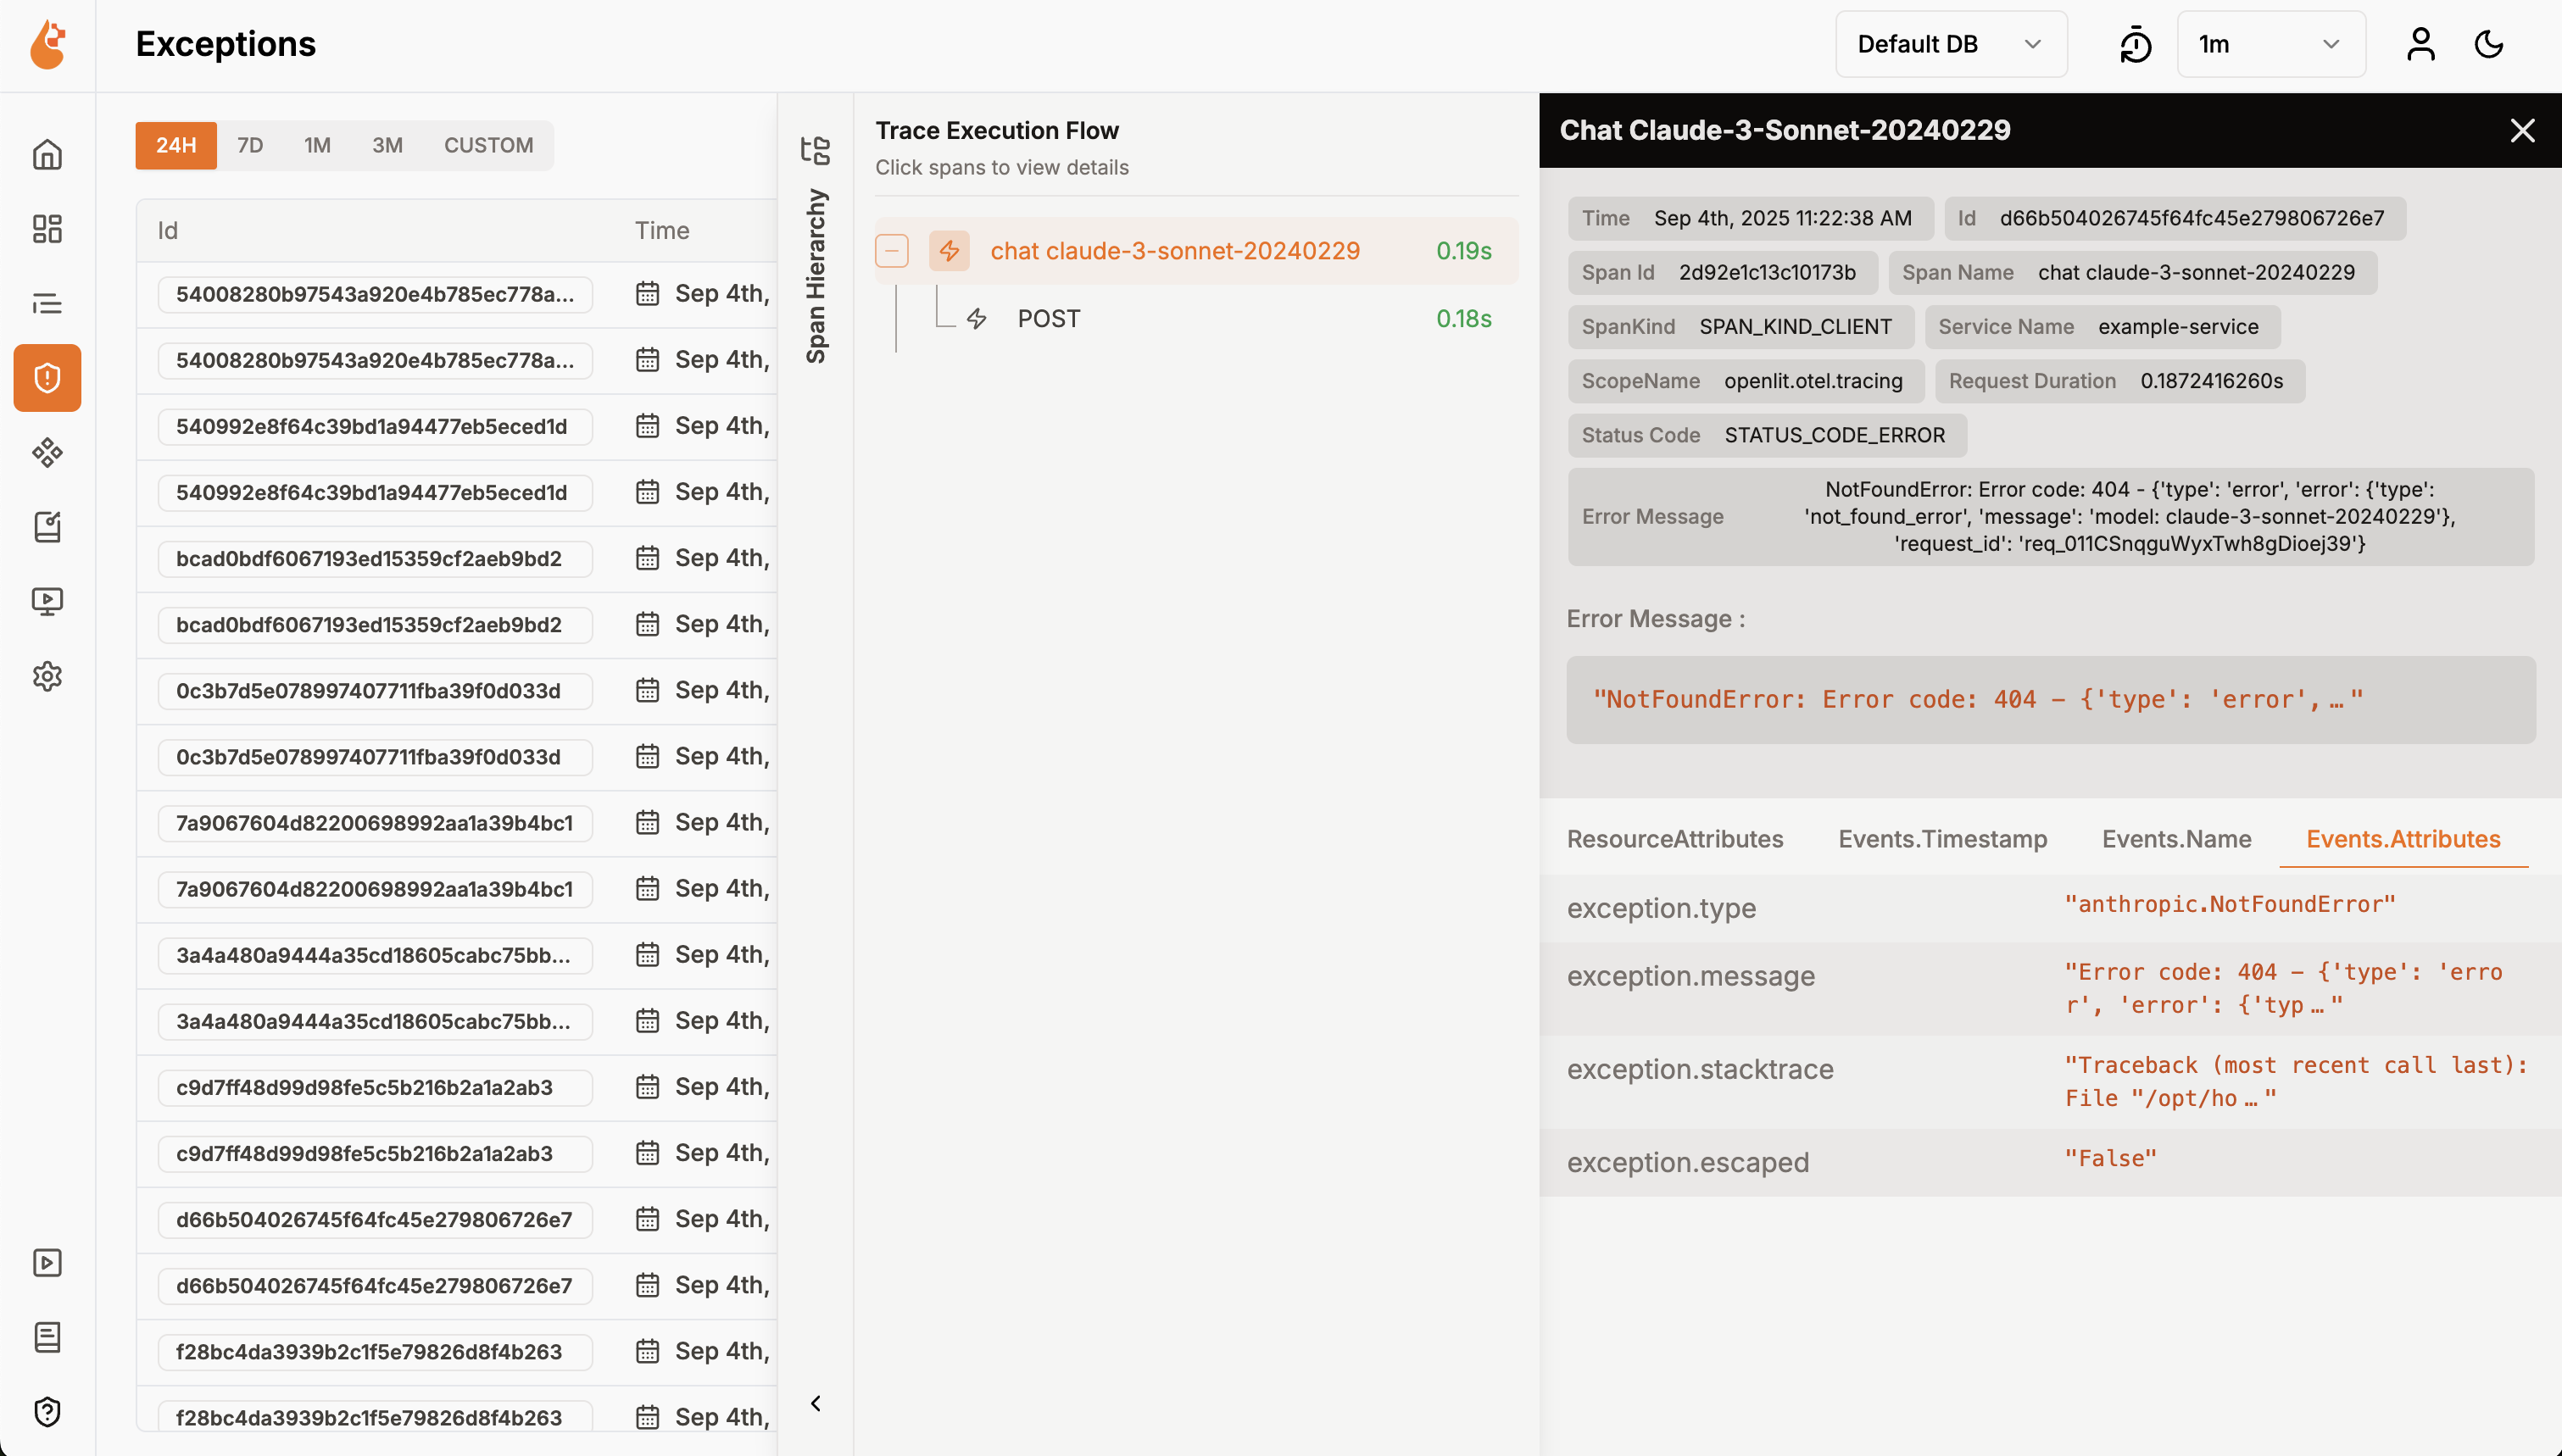 Exceptions
Default DB
1m
24H 7D 1M 3M CUSTOM
Id Time
54008280b97543a920e4b785ec778a... Sep 4th,
54008280b97543a920e4b785ec778a... Sep 4th,
540992e8f64c39bd1a94477eb5eced1d Sep 4th,
540992e8f64c39bd1a94477eb5eced1d Sep 4th,
bcad0bdf6067193ed15359cf2aeb9bd2 Sep 4th,
bcad0bdf6067193ed15359cf2aeb9bd2 Sep 4th,
0c3b7d5e078997407711fba39f0d033d Sep 4th,
0c3b7d5e078997407711fba39f0d033d Sep 4th,
7a9067604d82200698992aa1a39b4bc1 Sep 4th,
7a9067604d82200698992aa1a39b4bc1 Sep 4th,
3a4a480a9444a35cd18605cabc75bb... Sep 4th,
3a4a480a9444a35cd18605cabc75bb... Sep 4th,
c9d7ff48d99d98fe5c5b216b2a1a2ab3 Sep 4th,
c9d7ff48d99d98fe5c5b216b2a1a2ab3 Sep 4th,
d66b504026745f64fc45e279806726e7 Sep 4th,
d66b504026745f64fc45e279806726e7 Sep 4th,
f28bc4da3939b2c1f5e79826d8f4b263 Sep 4th,
f28bc4da3939b2c1f5e79826d8f4b263 Sep 4th,
Span Hierarchy
Trace Execution Flow
Click spans to view details
chat claude-3-sonnet-20240229 0.19s
POST 0.18s
Chat Claude-3-Sonnet-20240229
Time Sep 4th, 2025 11:22:38 AM Id d66b504026745f64fc45e279806726e7
Span Id 2d92e1c13c10173b Span Name chat claude-3-sonnet-20240229
SpanKind SPAN_KIND_CLIENT Service Name example-service
ScopeName openlit.otel.tracing Request Duration 0.1872416260s
Status Code STATUS_CODE_ERROR
Error Message
NotFoundError: Error code: 404 - {'type': 'error', 'error': {'type':
'not_found_error', 'message': 'model: claude-3-sonnet-20240229'},
'request_id': 'req_011CSnqguWyxTwh8gDioej39'}
Error Message :
"NotFoundError: Error code: 404 - {'type': 'error', … "
ResourceAttributes Events.Timestamp Events.Name Events.Attributes
exception.type "anthropic.NotFoundError"
exception.message "Error code: 404 - {'type': 'erro
r', 'error': {'typ … "
exception.stacktrace "Traceback (most recent call last):
File "/opt/ho … "
exception.escaped "False"